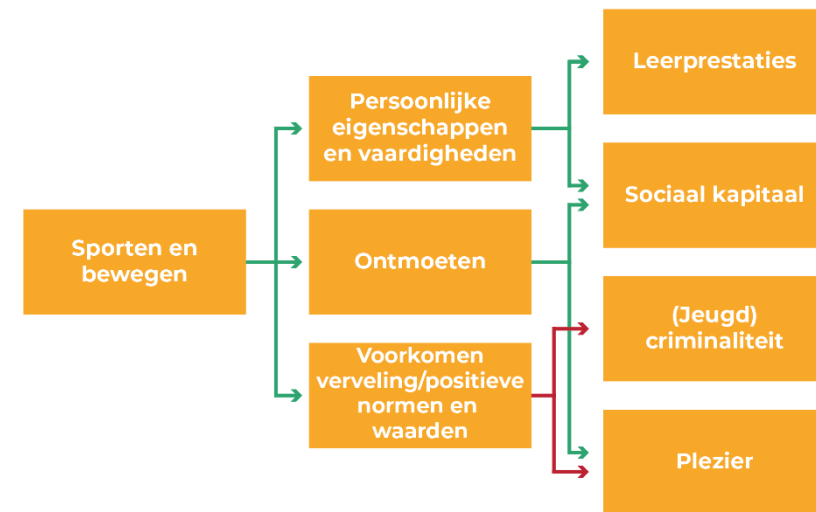 Sporten en
bewegen
Persoonlijke
eigenschappen
en vaardigheden
Ontmoeten
Voorkomen
verveling/positieve
normen en
waarden
Leerprestaties
Sociaal kapitaal
(Jeugd)
criminaliteit
Plezier